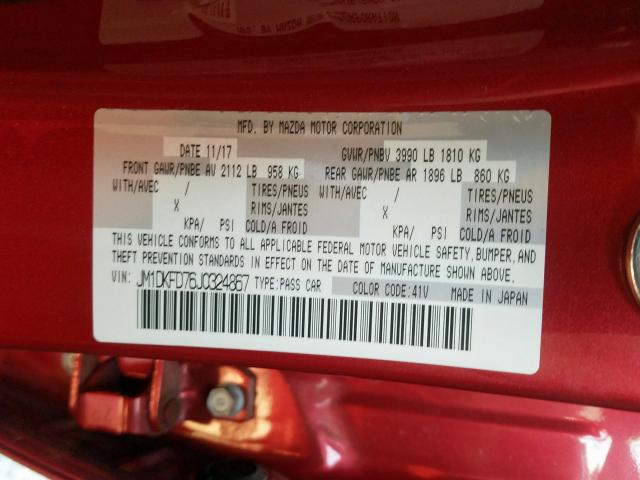 MFD. BY MAZDA MOTOR CORPORATION
DATE 11/17 GVWR/PNBV 3990 LB 1810 KG
FRONT GAWR/PNBE AV 2112 LB 958 KG REAR GAWR/PNBE AR 1896 LB 860 KG
WITH/AVEC / TIRES/PNEUS WITH/AVEC / TIRES/PNEUS
X RIMS/JANTES X RIMS/JANTES
KPA/ PSI COLD/A FROID KPA/ PSI COLD/A FROID
THIS VEHICLE CONFORMS TO ALL APPLICABLE FEDERAL MOTOR VEHICLE SAFETY,BUMPER,AND
THEFT PREVENTION STANDARDS IN EFFECT ON THE DATE OF MANUFACTURE SHOWN ABOVE.
VIN: JM1DKFD76J0324867 TYPE:PASS CAR COLOR CODE:41V MADE IN JAPAN